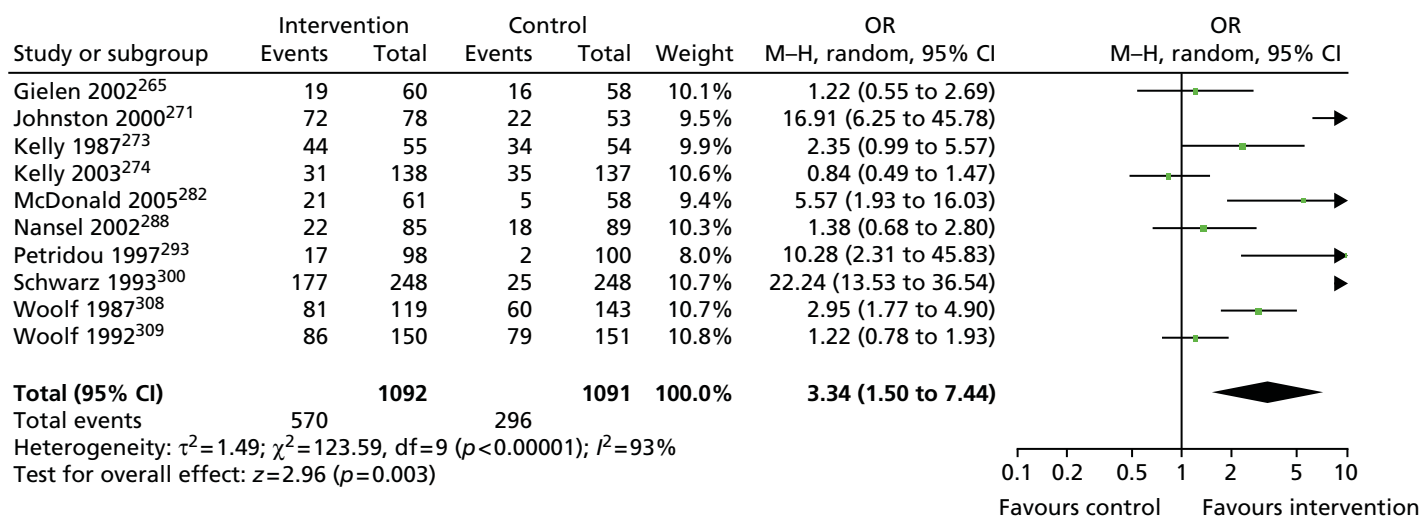 Intervention Control OR OR
Study or subgroup Events Total Events Total Weight M–H, random, 95% CI M–H, random, 95% CI
Gielen 2002²⁶⁵ 19 60 16 58 10.1% 1.22 (0.55 to 2.69)
Johnston 2000²⁷¹ 72 78 22 53 9.5% 16.91 (6.25 to 45.78)
Kelly 1987²⁷³ 44 55 34 54 9.9% 2.35 (0.99 to 5.57)
Kelly 2003²⁷⁴ 31 138 35 137 10.6% 0.84 (0.49 to 1.47)
McDonald 2005²⁸² 21 61 5 58 9.4% 5.57 (1.93 to 16.03)
Nansel 2002²⁸⁸ 22 85 18 89 10.3% 1.38 (0.68 to 2.80)
Petridou 1997²⁹³ 17 98 2 100 8.0% 10.28 (2.31 to 45.83)
Schwarz 1993³⁰⁰ 177 248 25 248 10.7% 22.24 (13.53 to 36.54)
Woolf 1987³⁰⁸ 81 119 60 143 10.7% 2.95 (1.77 to 4.90)
Woolf 1992³⁰⁹ 86 150 79 151 10.8% 1.22 (0.78 to 1.93)
Total (95% CI) 1092 1091 100.0% 3.34 (1.50 to 7.44)
Total events 570 296
Heterogeneity: τ²=1.49; χ²=123.59, df=9 (p<0.00001); I²=93%
Test for overall effect: z=2.96 (p=0.003)
0.1 0.2 0.5 1 2 5 10
Favours control Favours intervention